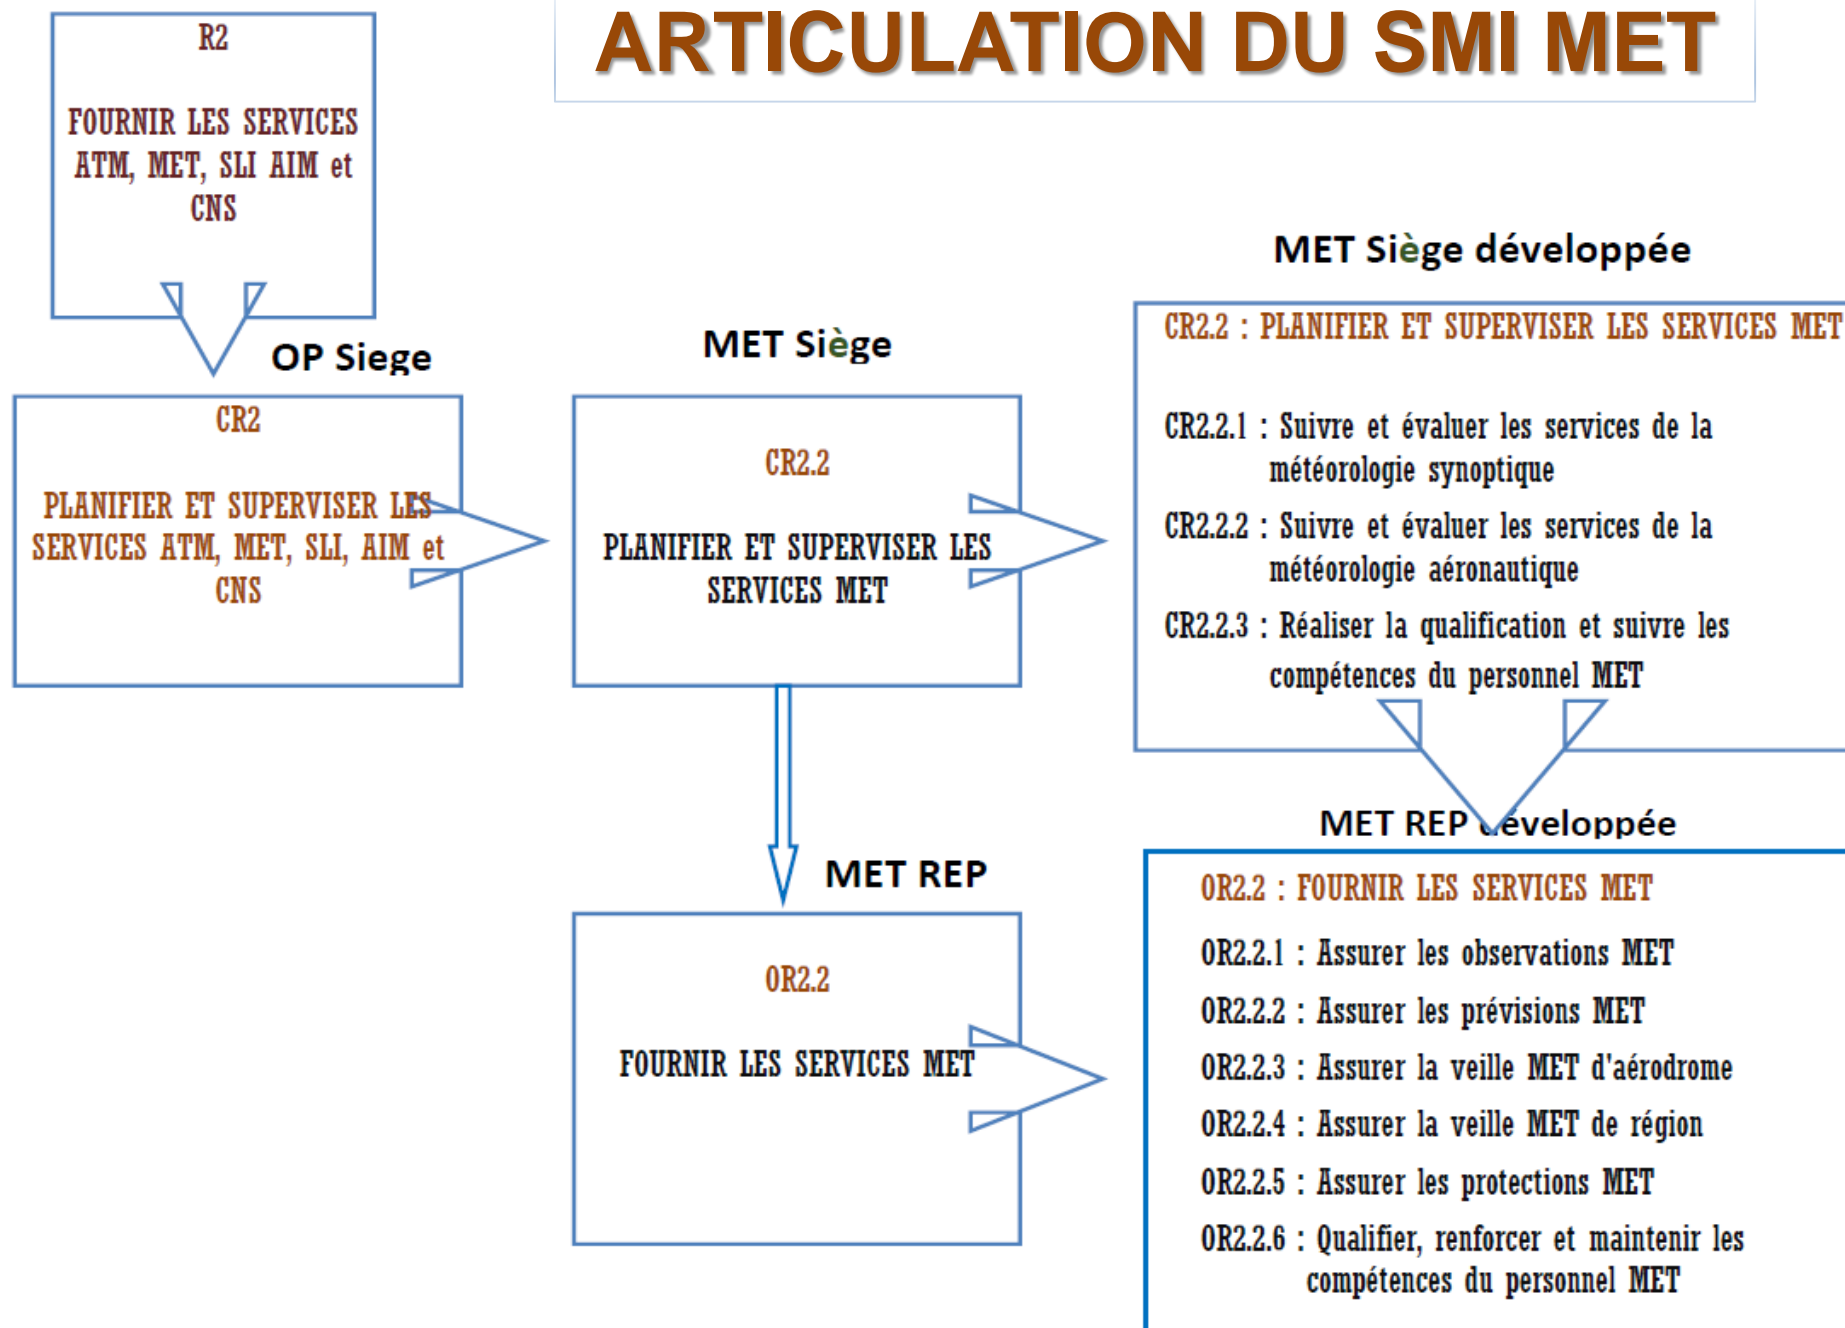 ARTICULATION DU SMI MET
R2
FOURNIR LES SERVICES
ATM, MET, SLI AIM et
CNS
OP Siege
CR2
PLANIFIER ET SUPERVISER LES
SERVICES ATM, MET, SLI, AIM et
CNS
MET Siège
CR2.2
PLANIFIER ET SUPERVISER LES
SERVICES MET
MET Siège développée
CR2.2 : PLANIFIER ET SUPERVISER LES SERVICES MET
CR2.2.1 : Suivre et évaluer les services de la
météorologie synoptique
CR2.2.2 : Suivre et évaluer les services de la
météorologie aéronautique
CR2.2.3 : Réaliser la qualification et suivre les
compétences du personnel MET
MET REP
OR2.2
FOURNIR LES SERVICES MET
MET REP développée
OR2.2 : FOURNIR LES SERVICES MET
OR2.2.1 : Assurer les observations MET
OR2.2.2 : Assurer les prévisions MET
OR2.2.3 : Assurer la veille MET d'aérodrome
OR2.2.4 : Assurer la veille MET de région
OR2.2.5 : Assurer les protections MET
OR2.2.6 : Qualifier, renforcer et maintenir les
compétences du personnel MET